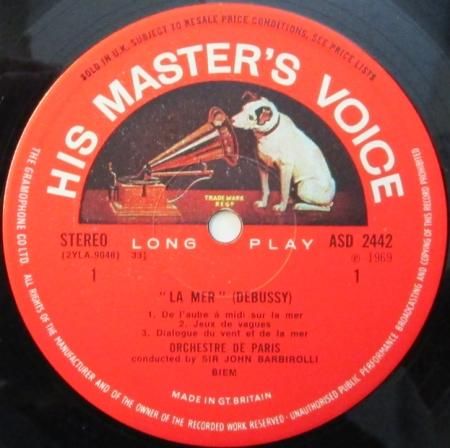 SOLD IN U.K. SUBJECT TO RESALE PRICE CONDITIONS, SEE PRICE LISTS
HIS MASTER'S VOICE
TRADE MARK
REGD
STEREO
LONG PLAY
ASD 2442
(2YLA.9048) 33⅓
℗ 1969
1
1
"LA MER" (DEBUSSY)
1. De l'aube à midi sur la mer
2. Jeux de vagues
3. Dialogue du vent et de la mer
ORCHESTRE DE PARIS
conducted by SIR JOHN BARBIROLLI
BIEM
MADE IN GT. BRITAIN
THE GRAMOPHONE CO LTD. ALL RIGHTS OF THE MANUFACTURER AND OF THE OWNER OF THE RECORDED WORK RESERVED · UNAUTHORISED PUBLIC PERFORMANCE BROADCASTING AND COPYING OF THIS RECORD PROHIBITED